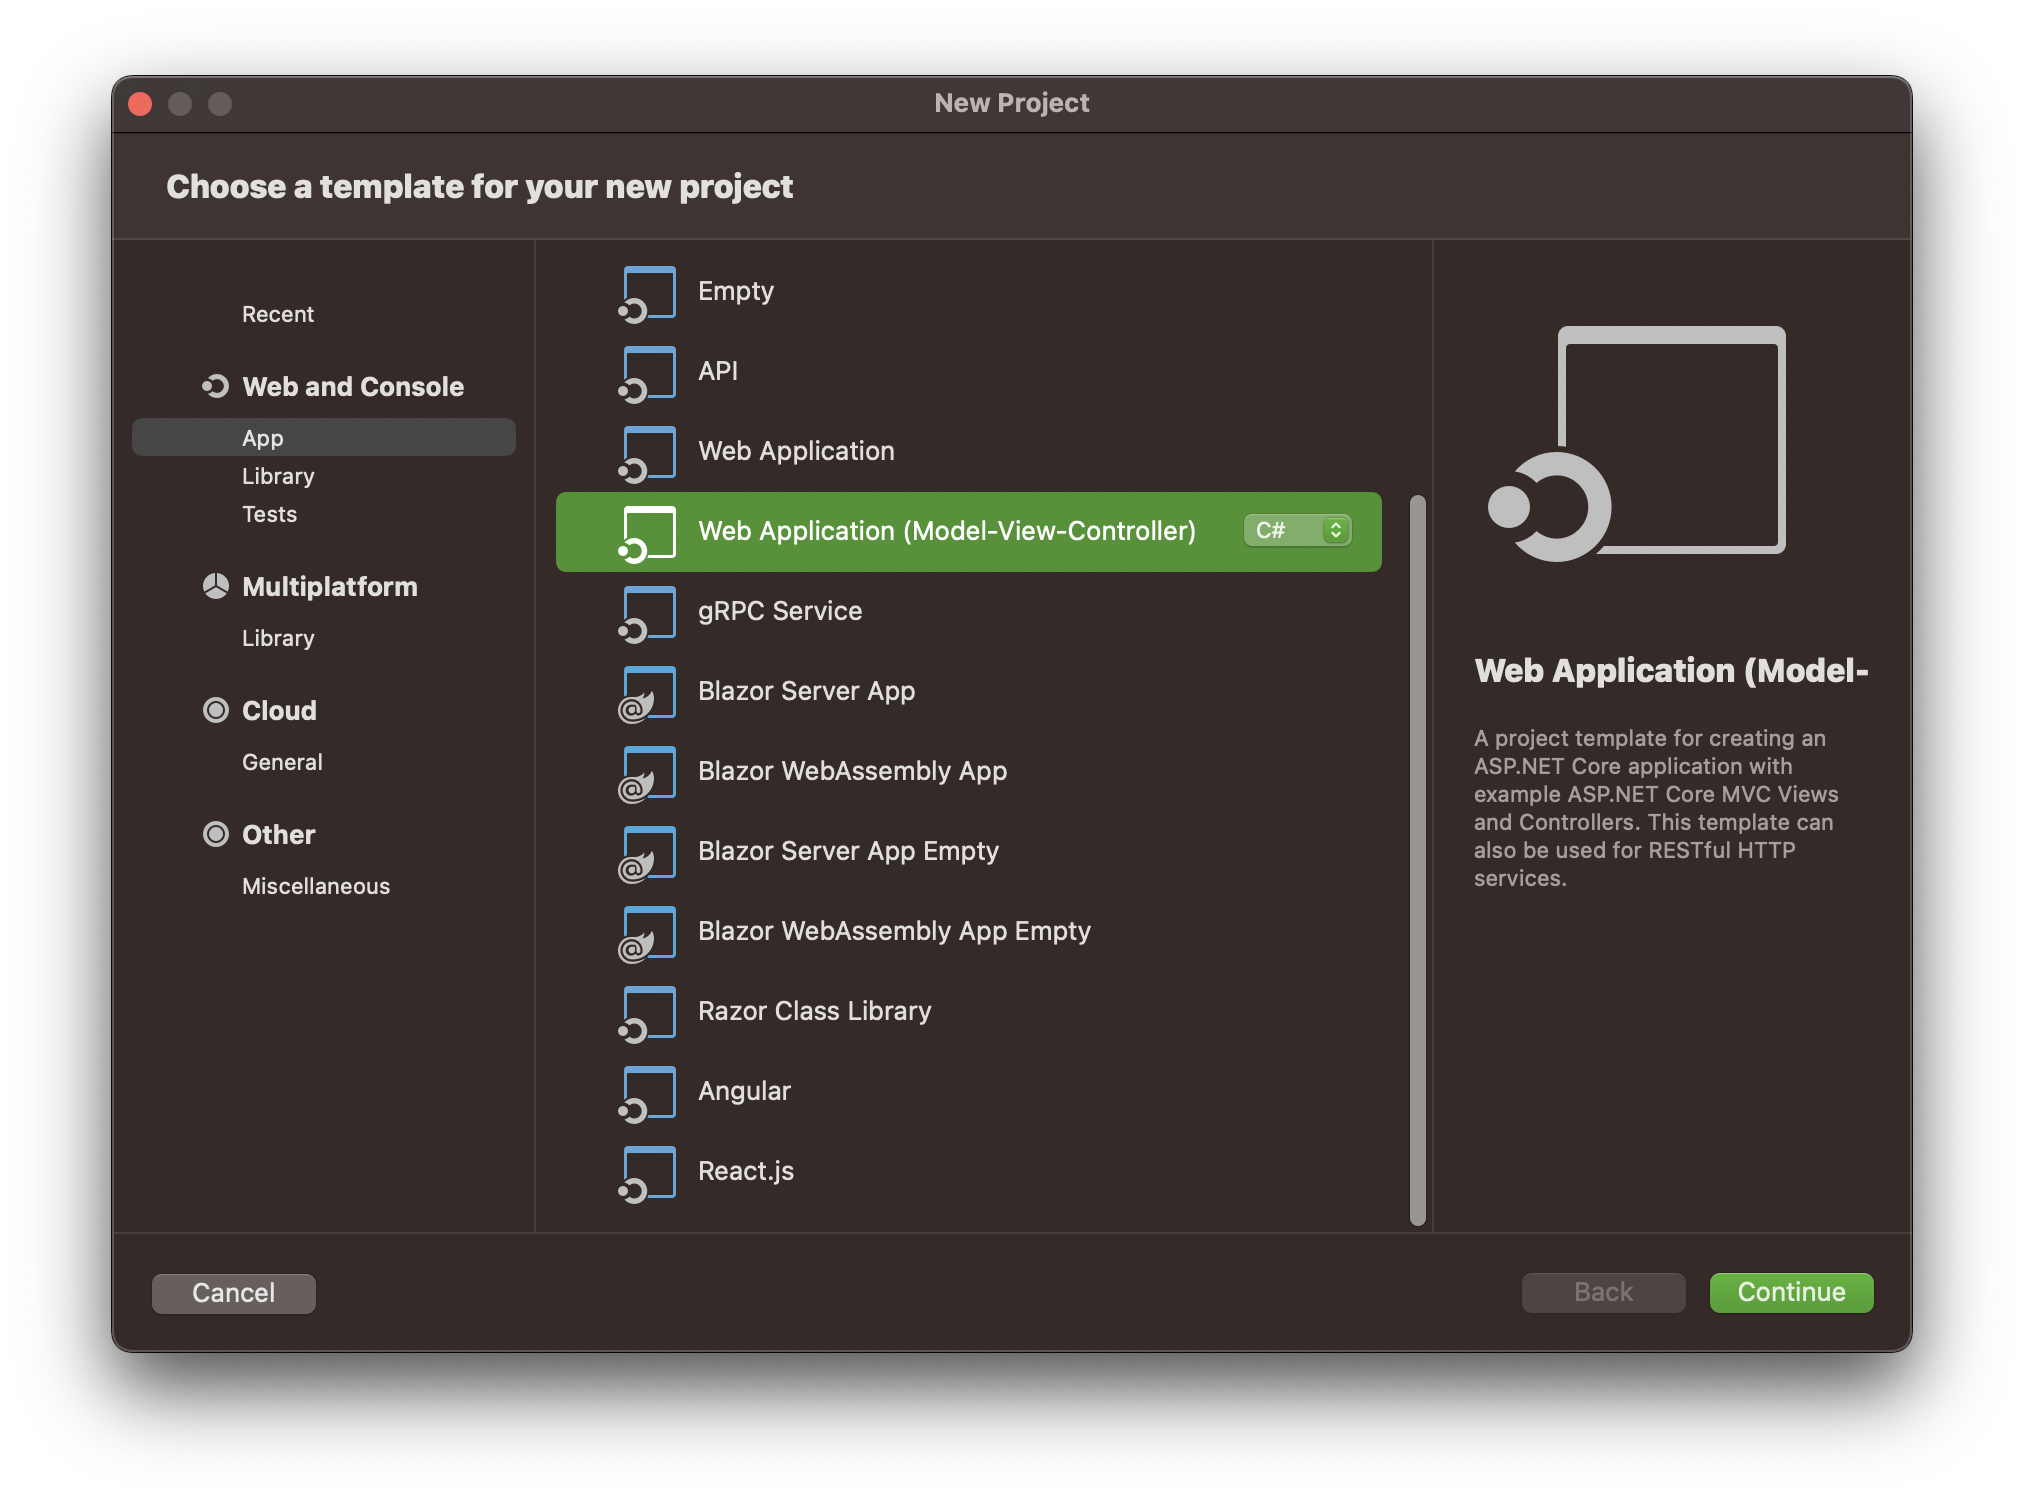 New Project
Choose a template for your new project
Recent
Web and Console
App
Library
Tests
Multiplatform
Library
Cloud
General
Other
Miscellaneous
Empty
API
Web Application
Web Application (Model-View-Controller)
C#
gRPC Service
Blazor Server App
Blazor WebAssembly App
Blazor Server App Empty
Blazor WebAssembly App Empty
Razor Class Library
Angular
React.js
Web Application (Model-
A project template for creating an
ASP.NET Core application with
example ASP.NET Core MVC Views
and Controllers. This template can
also be used for RESTful HTTP
services.
Cancel
Back
Continue